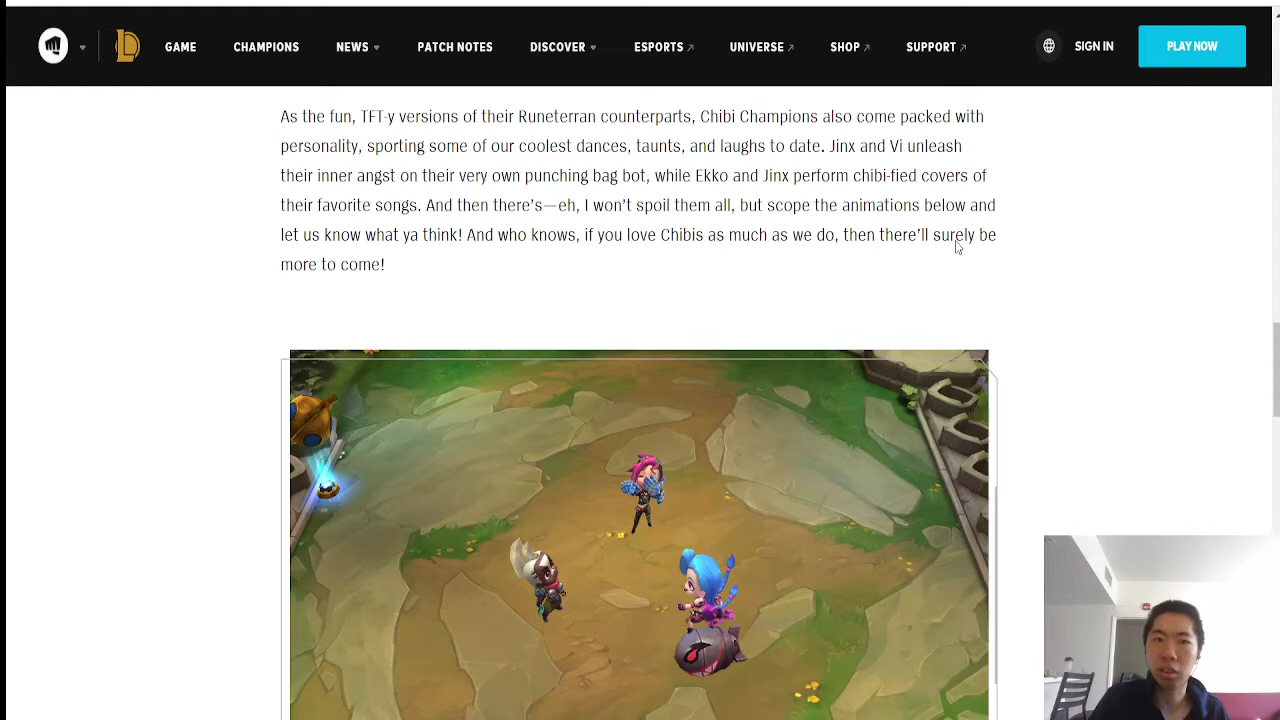 GAME
CHAMPIONS
NEWS
PATCH NOTES
DISCOVER
ESPORTS
UNIVERSE
SHOP
SUPPORT
SIGN IN
PLAY NOW
As the fun, TFT-y versions of their Runeterran counterparts, Chibi Champions also come packed with
personality, sporting some of our coolest dances, taunts, and laughs to date. Jinx and Vi unleash
their inner angst on their very own punching bag bot, while Ekko and Jinx perform chibi-fied covers of
their favorite songs. And then there's—eh, I won't spoil them all, but scope the animations below and
let us know what ya think! And who knows, if you love Chibis as much as we do, then there'll surely be
more to come!